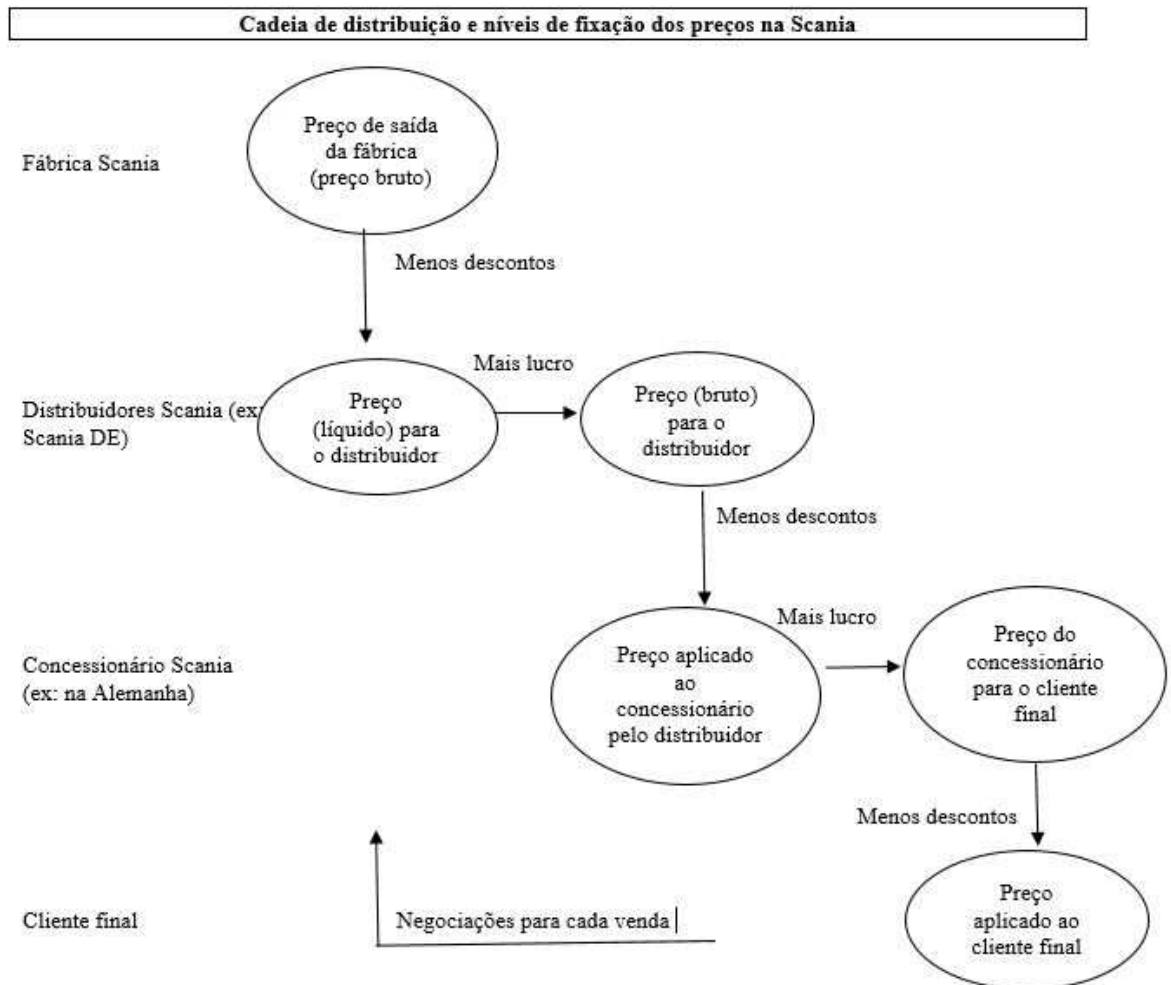 Cadeia de distribuição e níveis de fixação dos preços na Scania
Preço de saída
da fábrica
(preço bruto)
Fábrica Scania
Menos descontos
Mais lucro
Distribuidores Scania (ex:
Scania DE)
Preço
(líquido) para
o distribuidor
Preço (bruto)
para o
distribuidor
Menos descontos
Mais lucro
Concessionário Scania
(ex: na Alemanha)
Preço aplicado
ao
concessionário
pelo distribuidor
Preço do
concessionário
para o cliente
final
Menos descontos
Cliente final
Negociações para cada venda
Preço
aplicado ao
cliente final